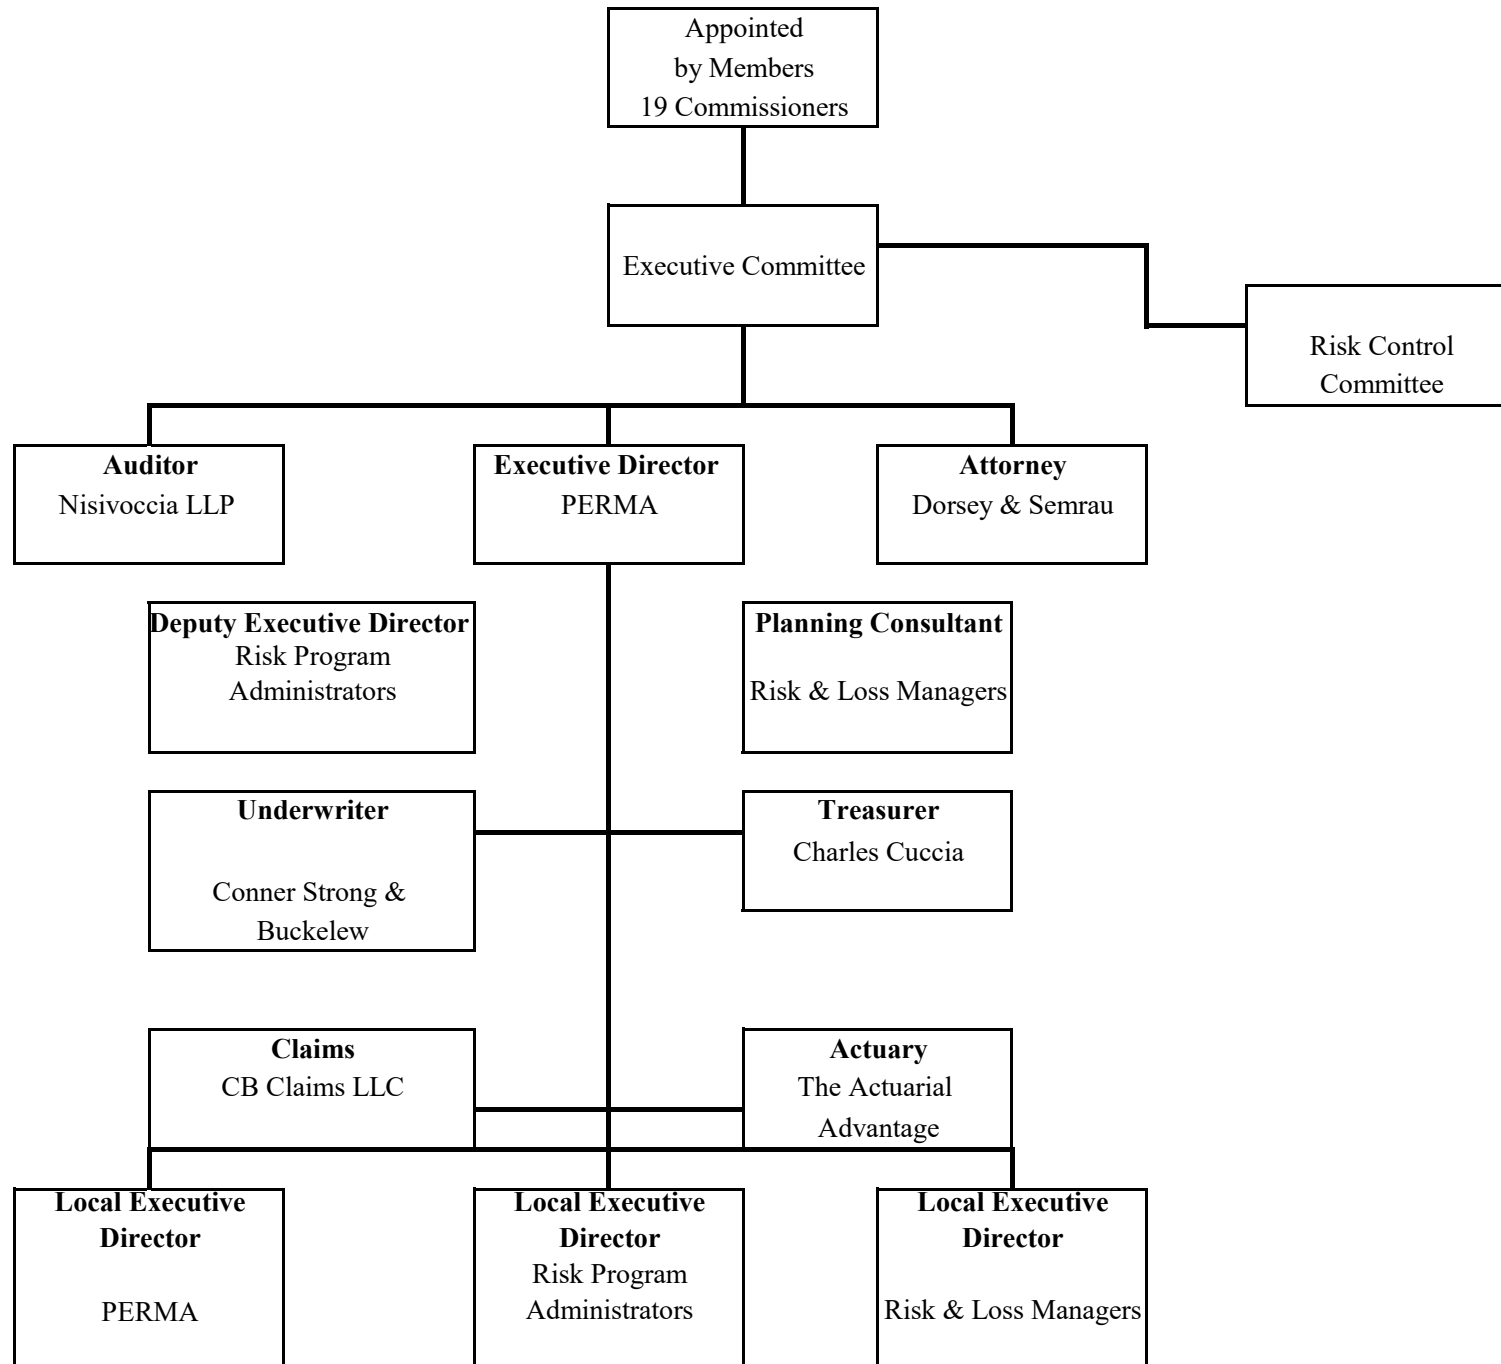 Appointed
by Members
19 Commissioners
Executive Committee
Risk Control
Committee
Auditor
Nisivoccia LLP
Executive Director
PERMA
Attorney
Dorsey & Semrau
Deputy Executive Director
Risk Program
Administrators
Planning Consultant
Risk & Loss Managers
Underwriter
Conner Strong &
Buckelew
Treasurer
Charles Cuccia
Claims
CB Claims LLC
Actuary
The Actuarial
Advantage
Local Executive
Director
PERMA
Local Executive
Director
Risk Program
Administrators
Local Executive
Director
Risk & Loss Managers